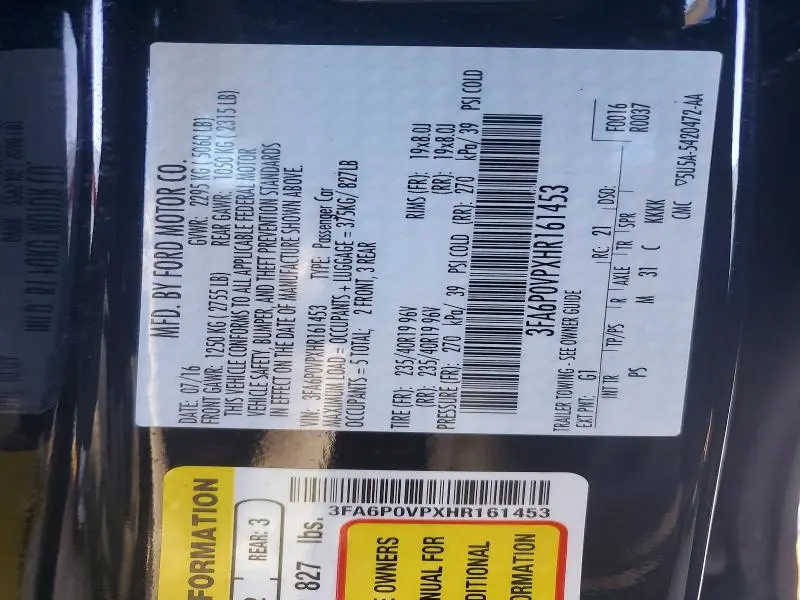 MFD. BY FORD MOTOR CO.
DATE: 07/16 GVWR: 2295 KG ( 5060 LB)
FRONT GAWR: 1250 KG ( 2755 LB) REAR GAWR: 1050 KG ( 2315 LB)
THIS VEHICLE CONFORMS TO ALL APPLICABLE FEDERAL MOTOR
VEHICLE SAFETY, BUMPER, AND THEFT PREVENTION STANDARDS
IN EFFECT ON THE DATE OF MANUFACTURE SHOWN ABOVE.
VIN: 3FA6P0VPXHR161453 TYPE: Passenger Car
MAXIMUM LOAD = OCCUPANTS + LUGGAGE = 375KG/ 827LB
OCCUPANTS = 5 TOTAL; 2 FRONT, 3 REAR
TIRE (FR): 235/40R19 96V RIMS (FR): 19x8.0J
(RR): 235/40R19 96V (RR): 19x8.0J
PRESSURE (FR): 270 kPa/ 39 PSI COLD (RR): 270 kPa/ 39 PSI COLD
3FA6P0VPXHR161453
TRAILER TOWING - SEE OWNER GUIDE
EXT PNT: G1 RC: 21 DSO: F0016
R0037
INT TR TP/PS R AXLE TR SPR
PS M 31 C KKKK
CMC 5U5A-5420472-AA
FORMATION
REAR: 3
827 lbs.
3FA6P0VPXHR161453
OWNERS
NUAL FOR
DITIONAL
ORMATION